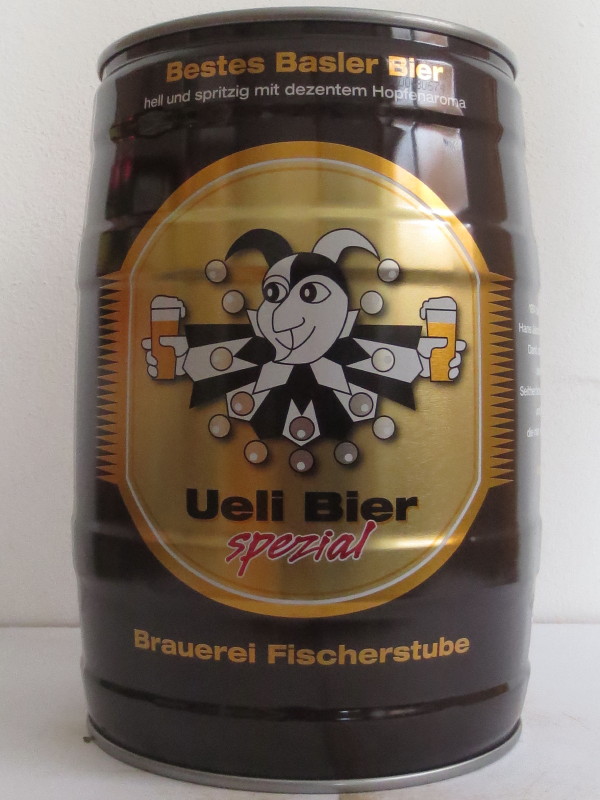 Bestes Basler Bier
hell und spritzig mit dezentem Hopfenaroma
Ueli Bier
spezial
Brauerei Fischerstube